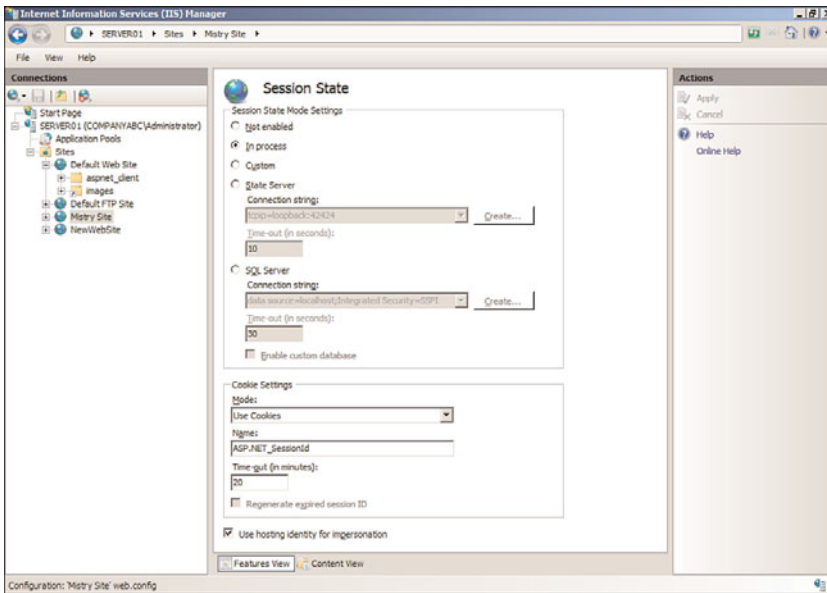 Internet Information Services (IIS) Manager
SERVER01 Sites Mistry Site
File View Help
Connections
Start Page
SERVER01 (COMPANYABC\Administrator)
Application Pools
Sites
Default Web Site
aspnet_client
images
Default FTP Site
Mistry Site
NewWebSite
Session State
Session State Mode Settings
Not enabled
In process
Custom
State Server
Connection string:
tcpip=loopback:42424
Create...
Time-out (in seconds):
10
SQL Server
Connection string:
data source=localhost;Integrated Security=SSPI
Create...
Time-out (in seconds):
30
Enable custom database
Cookie Settings
Mode:
Use Cookies
Name:
ASP.NET_SessionId
Time-out (in minutes):
20
Regenerate expired session ID
Use hosting identity for impersonation
Features View Content View
Actions
Apply
Cancel
Help
Online Help
Configuration: 'Mistry Site' web.config